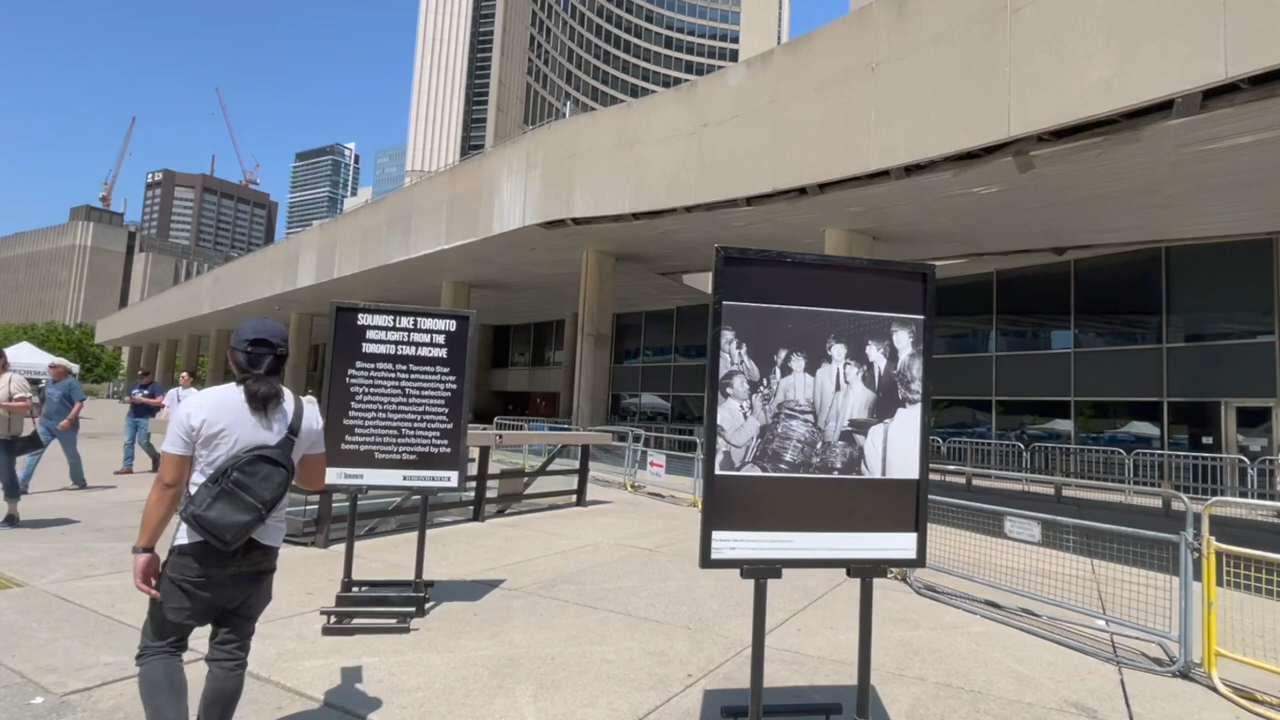 SOUNDS LIKE TORONTO
HIGHLIGHTS FROM THE
TORONTO STAR ARCHIVE
Since 1958, the Toronto Star
Photo Archive has amassed over
1 million images documenting the
city's evolution. This selection
of photographs showcases
Toronto's rich musical history
through its legendary venues,
iconic performances and cultural
touchstones. The images
featured in this exhibition have
been generously provided by the
Toronto Star.
TORONTO
TORONTO STAR